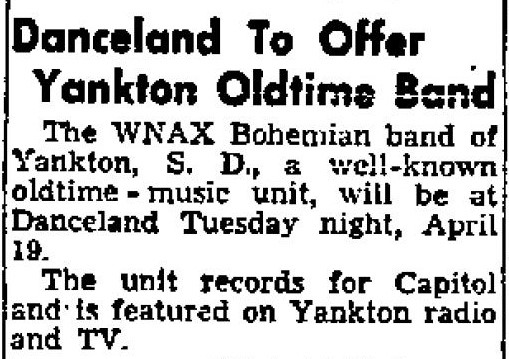 Danceland To Offer
Yankton Oldtime Band
The WNAX Bohemian band of
Yankton, S. D., a well-known
oldtime - music unit, will be at
Danceland Tuesday night, April
19.
The unit records for Capitol
and is featured on Yankton radio
and TV.